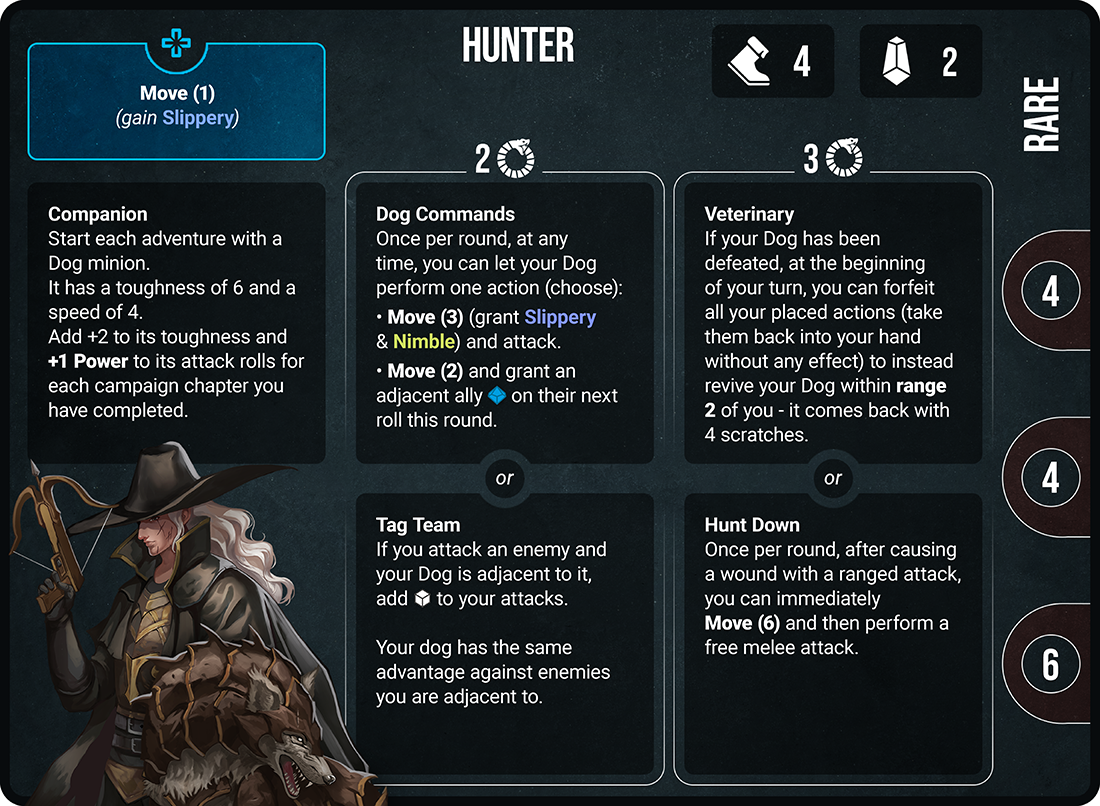 HUNTER
4
2
RARE
Move (1)
(gain Slippery)
Companion
Start each adventure with a
Dog minion.
It has a toughness of 6 and a
speed of 4.
Add +2 to its toughness and
+1 Power to its attack rolls for
each campaign chapter you
have completed.
2
Dog Commands
Once per round, at any
time, you can let your Dog
perform one action (choose):
• Move (3) (grant Slippery
& Nimble) and attack.
• Move (2) and grant an
adjacent ally on their next
roll this round.
or
Tag Team
If you attack an enemy and
your Dog is adjacent to it,
add to your attacks.
Your dog has the same
advantage against enemies
you are adjacent to.
3
Veterinary
If your Dog has been
defeated, at the beginning
of your turn, you can forfeit
all your placed actions (take
them back into your hand
without any effect) to instead
revive your Dog within range
2 of you - it comes back with
4 scratches.
or
Hunt Down
Once per round, after causing
a wound with a ranged attack,
you can immediately
Move (6) and then perform a
free melee attack.
4
4
6